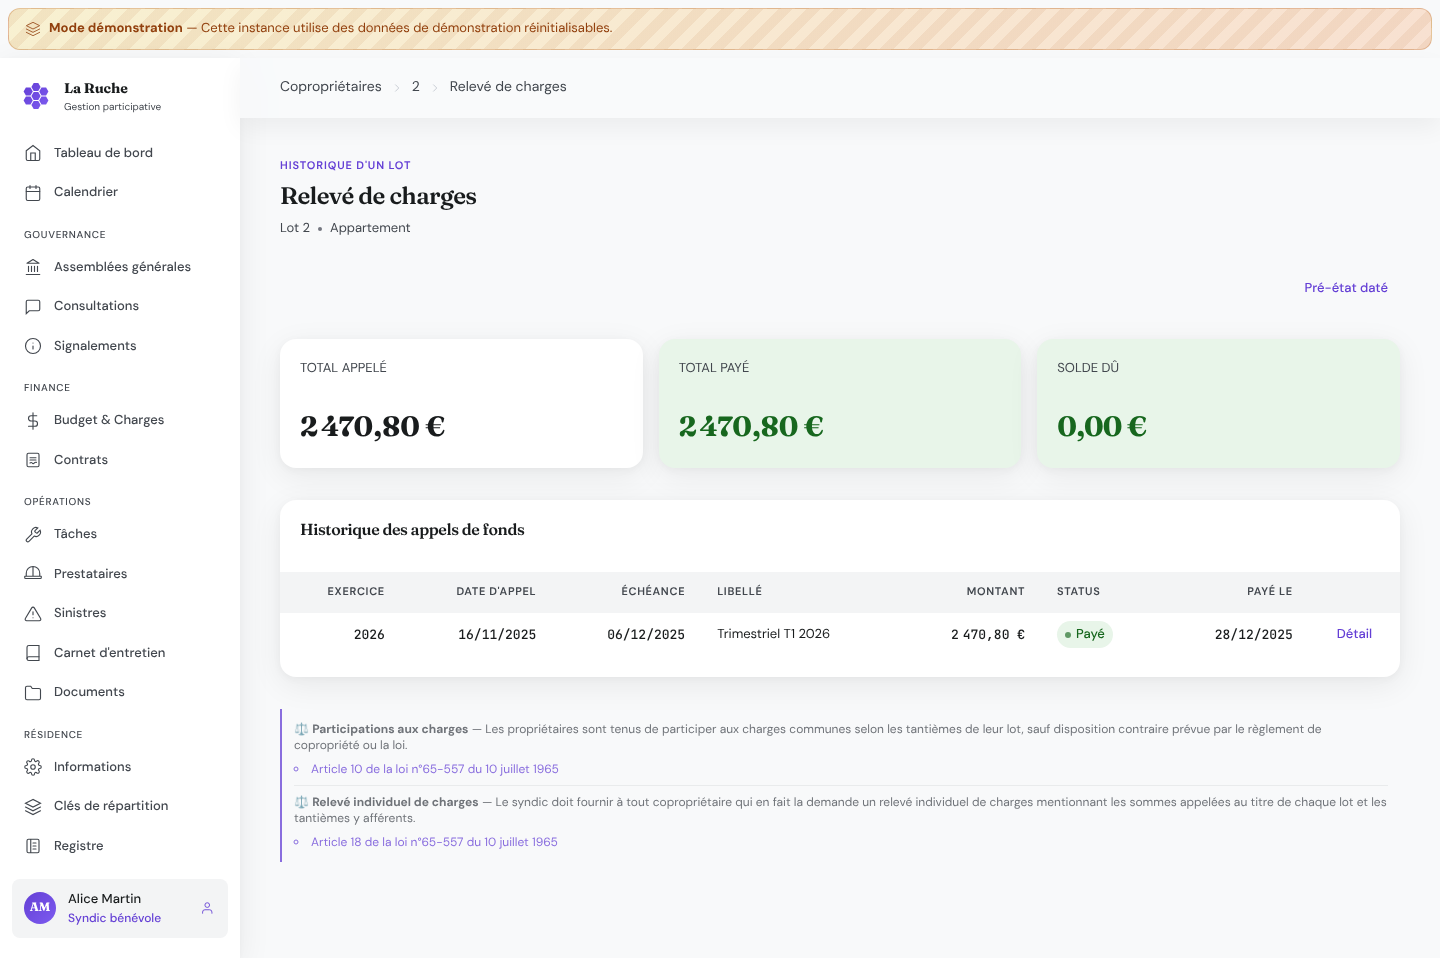 Mode démonstration — Cette instance utilise des données de démonstration réinitialisables.
La Ruche
Gestion participative
Tableau de bord
Calendrier
GOUVERNANCE
Assemblées générales
Consultations
Signalements
FINANCE
Budget & Charges
Contrats
OPÉRATIONS
Tâches
Prestataires
Sinistres
Carnet d'entretien
Documents
RÉSIDENCE
Informations
Clés de répartition
Registre
AM
Alice Martin
Syndic bénévole
Copropriétaires 2 Relevé de charges
HISTORIQUE D'UN LOT
Relevé de charges
Lot 2 • Appartement
Pré-état daté
TOTAL APPELÉ
2 470,80 €
TOTAL PAYÉ
2 470,80 €
SOLDE DÛ
0,00 €
Historique des appels de fonds
EXERCICE DATE D'APPEL ÉCHÉANCE LIBELLÉ MONTANT STATUS PAYÉ LE
2026 16/11/2025 06/12/2025 Trimestriel T1 2026 2 470,80 € Payé 28/12/2025 Détail
⚖️ Participations aux charges — Les propriétaires sont tenus de participer aux charges communes selon les tantièmes de leur lot, sauf disposition contraire prévue par le règlement de
copropriété ou la loi.
Article 10 de la loi n°65-557 du 10 juillet 1965
⚖️ Relevé individuel de charges — Le syndic doit fournir à tout copropriétaire qui en fait la demande un relevé individuel de charges mentionnant les sommes appelées au titre de chaque lot et les
tantièmes y afférents.
Article 18 de la loi n°65-557 du 10 juillet 1965